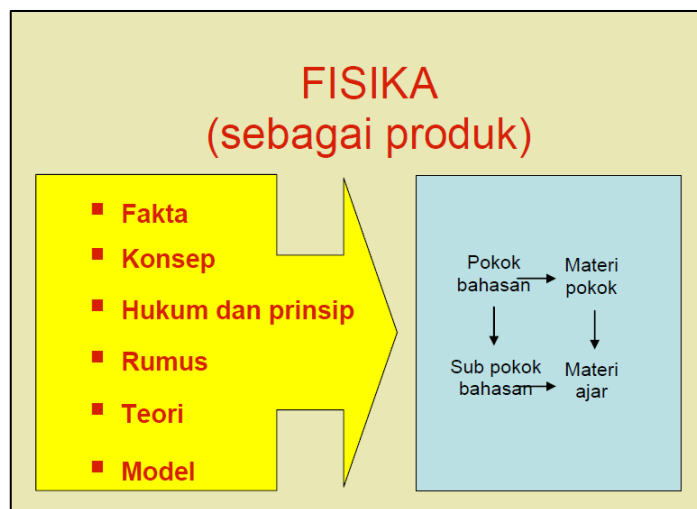 FISIKA
(sebagai produk)
▪ Fakta
▪ Konsep
▪ Hukum dan prinsip
▪ Rumus
▪ Teori
▪ Model
Pokok
bahasan
Materi
pokok
Sub pokok
bahasan
Materi
ajar